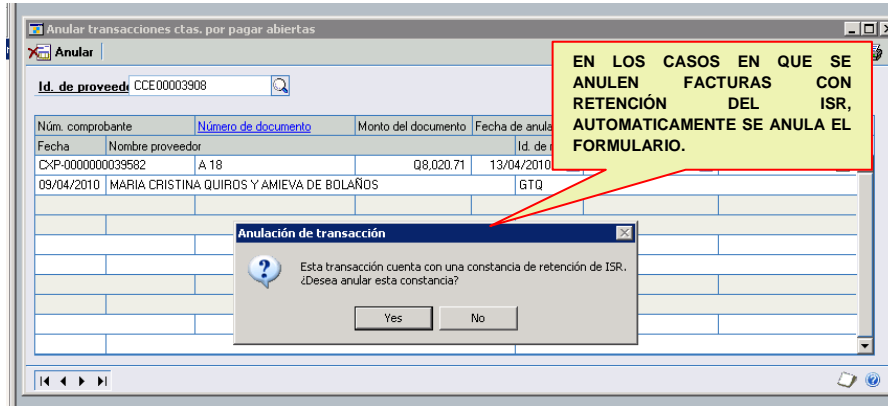 Anular transacciones ctas. por pagar abiertas
Anular
EN LOS CASOS EN QUE SE
ANULEN FACTURAS CON
RETENCIÓN DEL ISR,
AUTOMATICAMENTE SE ANULA EL
FORMULARIO.
Id. de proveed CCE00003908
Núm. comprobante Número de documento Monto del documento Fecha de anula
Fecha Nombre proveedor Id. de
CXP-0000000039582 A 18 Q8,020.71 13/04/2010
09/04/2010 MARIA CRISTINA QUIROS Y AMIEVA DE BOLAÑOS GTQ
Anulación de transacción
Esta transacción cuenta con una constancia de retención de ISR.
¿Desea anular esta constancia?
Yes No